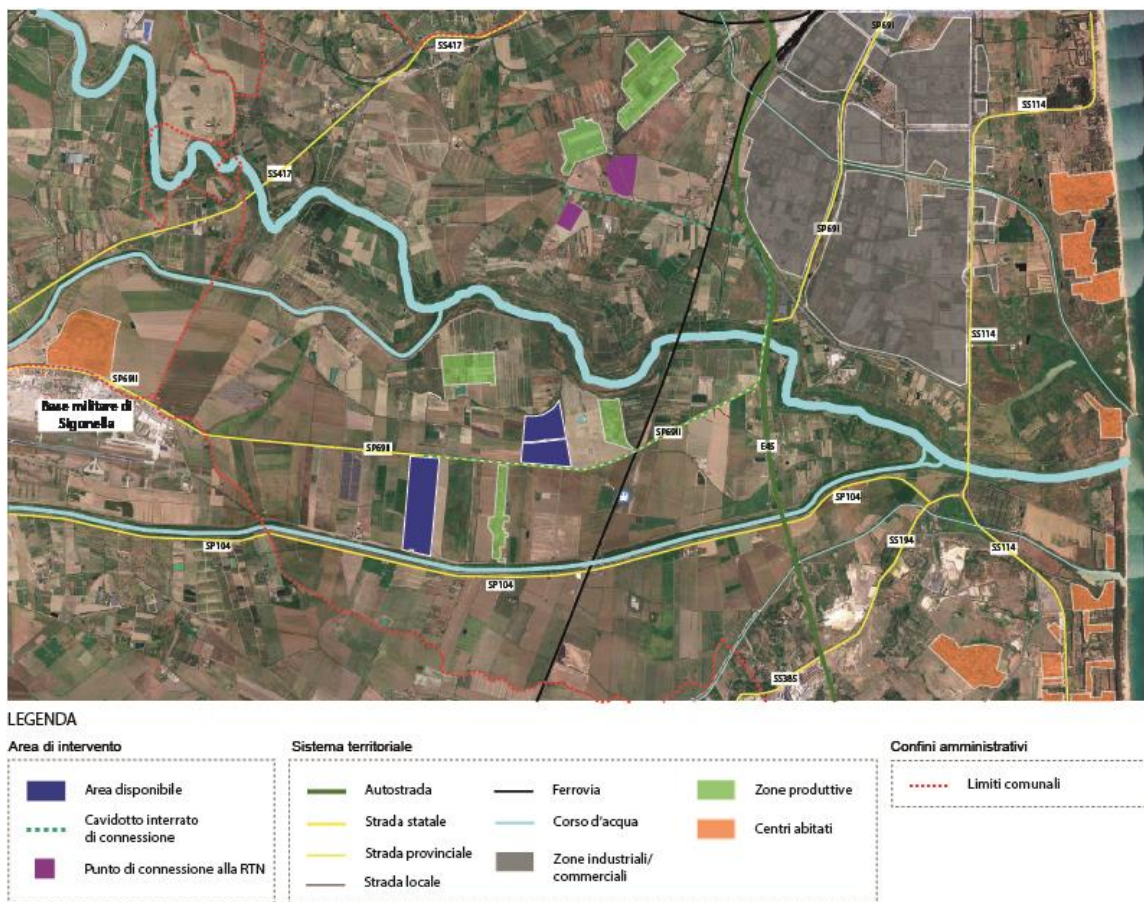 SS417
SP69I
SS114
SS417
SP69I
SS114
SP69II
Base militare di
Sigonella
SP69II
SP69II
E45
SP104
SP104
SP104
SS194
SS114
SS385
LEGENDA
Area di intervento
Area disponibile
Cavidotto interrato
di connessione
Punto di connessione alla RTN
Sistema territoriale
Autostrada
Strada statale
Strada provinciale
Strada locale
Ferrovia
Corso d'acqua
Zone industriali/
commerciali
Zone produttive
Centri abitati
Confini amministrativi
Limiti comunali